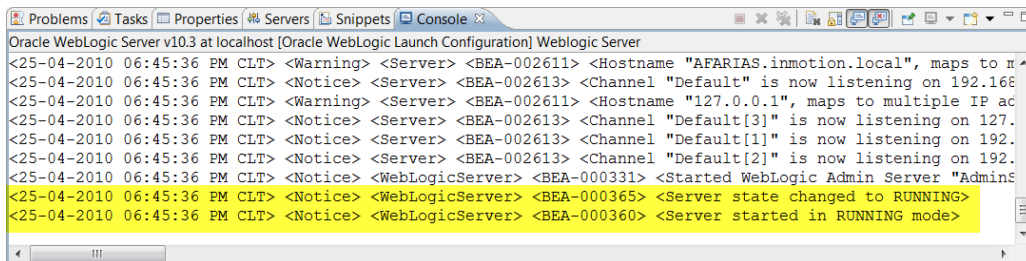 Problems Tasks Properties Servers Snippets Console
Oracle WebLogic Server v10.3 at localhost [Oracle WebLogic Launch Configuration] Weblogic Server
<25-04-2010 06:45:36 PM CLT> <Warning> <Server> <BEA-002611> <Hostname "AFARIAS.inmotion.local", maps to m
<25-04-2010 06:45:36 PM CLT> <Notice> <Server> <BEA-002613> <Channel "Default" is now listening on 192.168
<25-04-2010 06:45:36 PM CLT> <Warning> <Server> <BEA-002611> <Hostname "127.0.0.1", maps to multiple IP ad
<25-04-2010 06:45:36 PM CLT> <Notice> <Server> <BEA-002613> <Channel "Default[3]" is now listening on 127.
<25-04-2010 06:45:36 PM CLT> <Notice> <Server> <BEA-002613> <Channel "Default[1]" is now listening on 192.
<25-04-2010 06:45:36 PM CLT> <Notice> <Server> <BEA-002613> <Channel "Default[2]" is now listening on 192.
<25-04-2010 06:45:36 PM CLT> <Notice> <WebLogicServer> <BEA-000331> <Started WebLogic Admin Server "AdminS
<25-04-2010 06:45:36 PM CLT> <Notice> <WebLogicServer> <BEA-000365> <Server state changed to RUNNING>
<25-04-2010 06:45:36 PM CLT> <Notice> <WebLogicServer> <BEA-000360> <Server started in RUNNING mode>